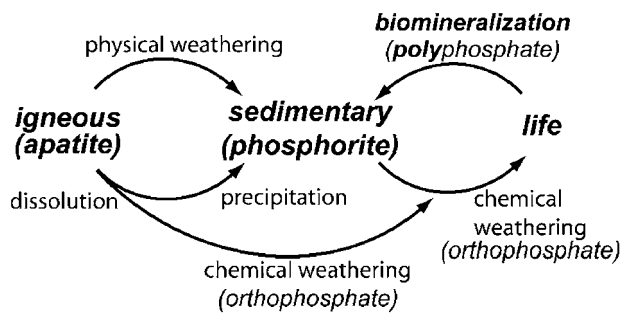 physical weathering
biomineralization
(polyphosphate)
igneous
(apatite)
sedimentary
(phosphorite)
life
dissolution
precipitation
chemical
weathering
(orthophosphate)
chemical weathering
(orthophosphate)